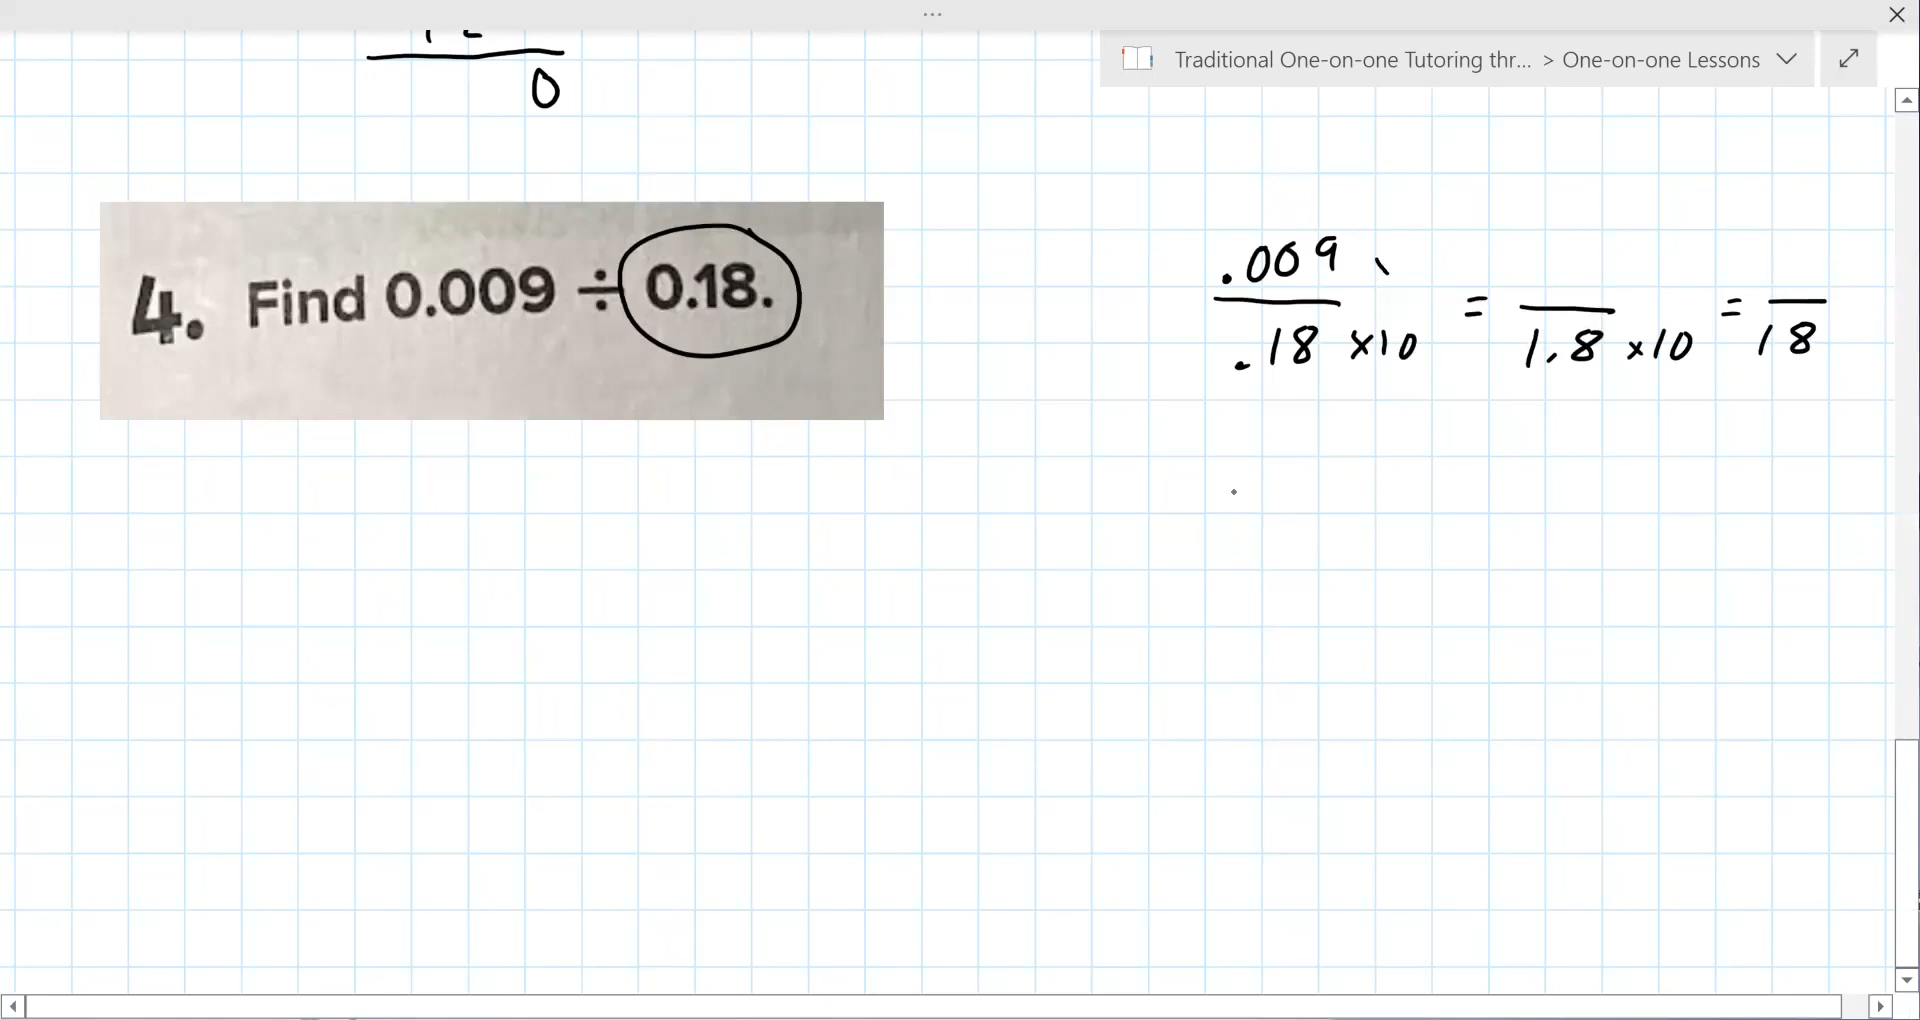 ...
Traditional One-on-one Tutoring thr... > One-on-one Lessons
0
4. Find 0.009 ÷ 0.18.
.009
.18 ×10 = 1.8 ×10 = 18